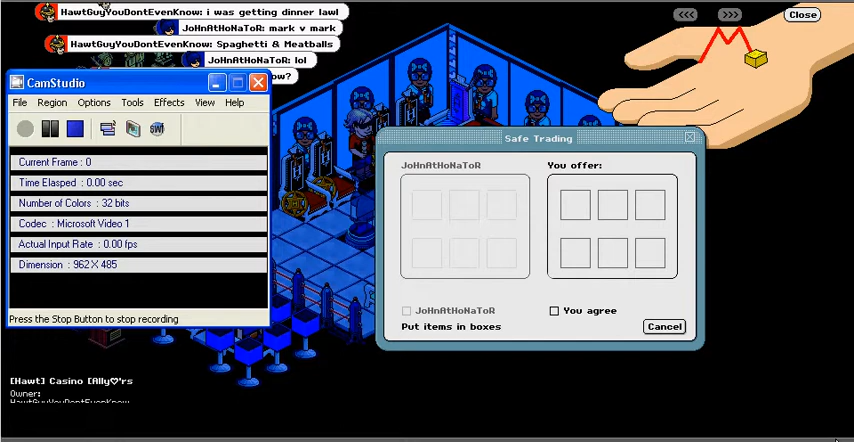 HawtGuyYouDontEvenKnow: i was getting dinner lawl
JoHnAtHoNaToR: mark v mark
HawtGuyYouDontEvenKnow: Spaghetti & Meatballs
JoHnAtHoNaToR: lol
ow?
<<<
>>>
Close
CamStudio
File Region Options Tools Effects View Help
SWF
Current Frame : 0
Time Elasped : 0.00 sec
Number of Colors : 32 bits
Codec : Microsoft Video 1
Actual Input Rate : 0.00 fps
Dimension : 962 X 485
Press the Stop Button to stop recording
Safe Trading
JoHnAtHoNaToR
You offer:
JoHnAtHoNaToR
You agree
Put items in boxes
Cancel
[Hawt] Casino [Ally♡'rs
Owner:
HawtGuyYouDontEvenKnow